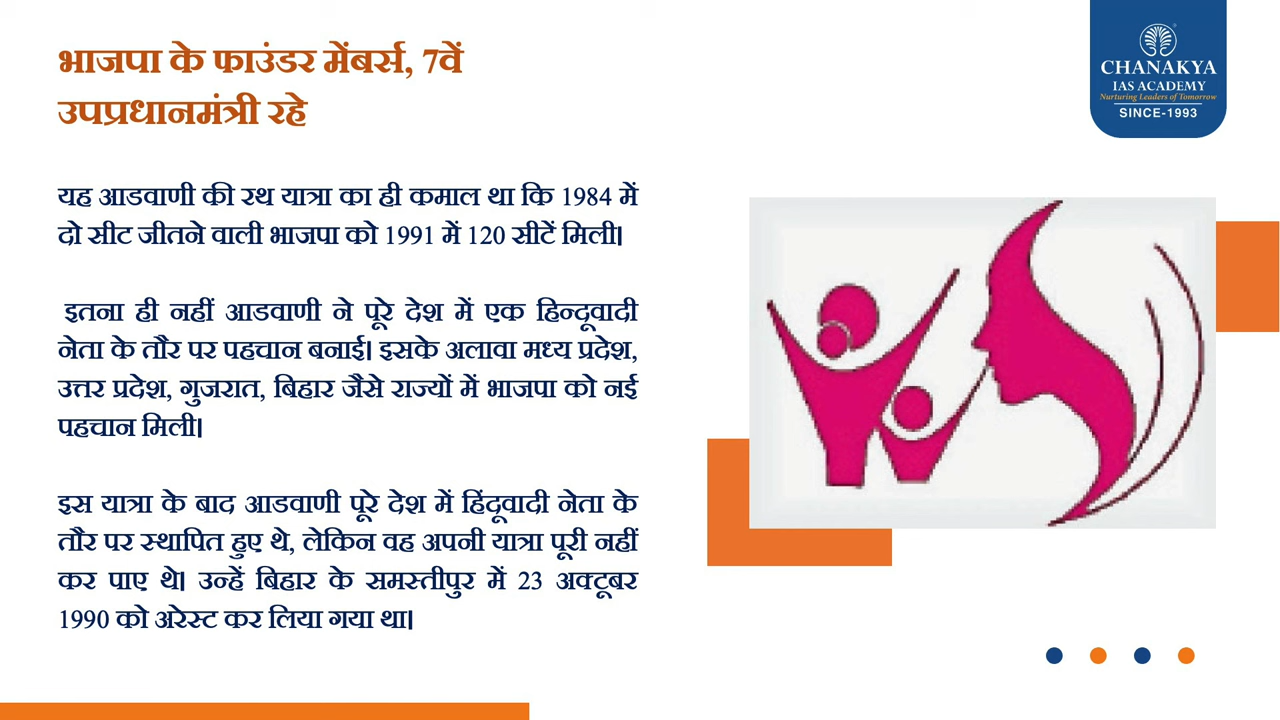 भाजपा के फाउंडर मेंबर्स, 7वें
उपप्रधानमंत्री रहे
CHANAKYA
IAS ACADEMY
Nurturing Leaders of Tomorrow
SINCE-1993
यह आडवाणी की रथ यात्रा का ही कमाल था कि 1984 में
दो सीट जीतने वाली भाजपा को 1991 में 120 सीटें मिली।
इतना ही नहीं आडवाणी ने पूरे देश में एक हिन्दूवादी
नेता के तौर पर पहचान बनाई। इसके अलावा मध्य प्रदेश,
उत्तर प्रदेश, गुजरात, बिहार जैसे राज्यों में भाजपा को नई
पहचान मिली।
इस यात्रा के बाद आडवाणी पूरे देश में हिंदूवादी नेता के
तौर पर स्थापित हुए थे, लेकिन वह अपनी यात्रा पूरी नहीं
कर पाए थे। उन्हें बिहार के समस्तीपुर में 23 अक्टूबर
1990 को अरेस्ट कर लिया गया था।